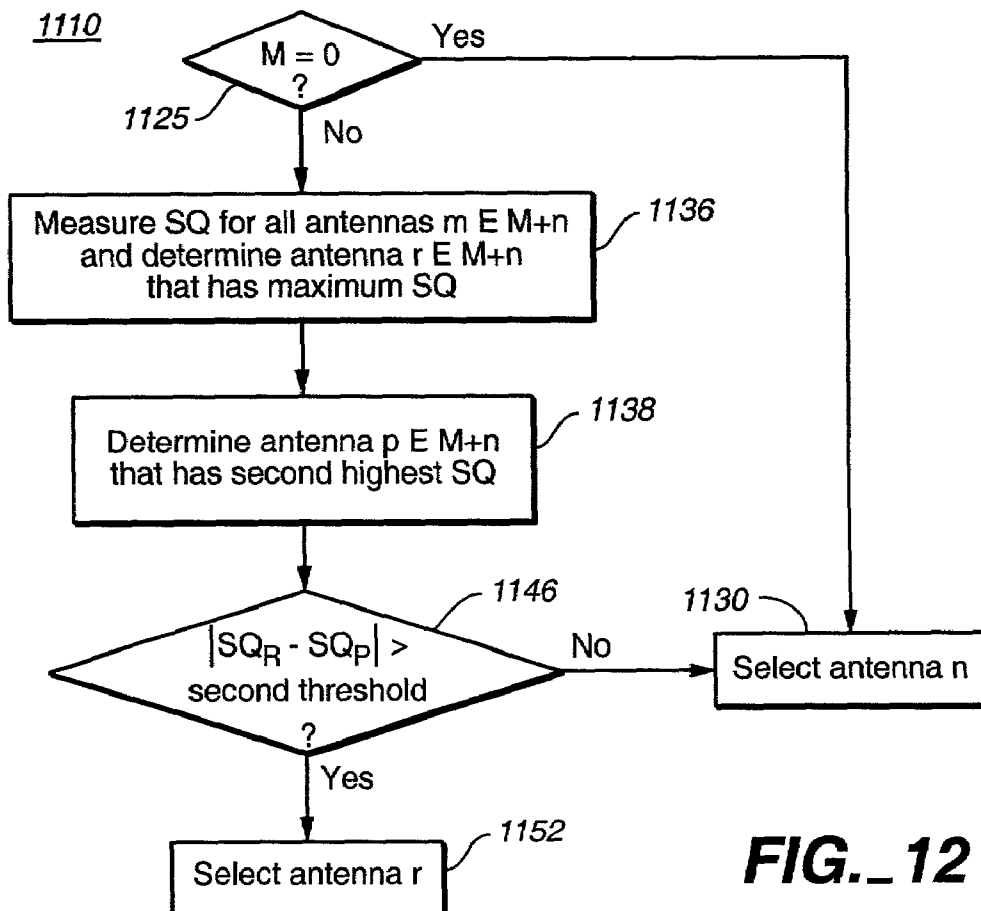 1110
M = 0
?
Yes
1125
No
Measure SQ for all antennas m E M+n
and determine antenna r E M+n
that has maximum SQ
1136
Determine antenna p E M+n
that has second highest SQ
1138
|SQR - SQP| >
second threshold
?
1146
No
1130
Select antenna n
Yes
Select antenna r
1152
FIG._12